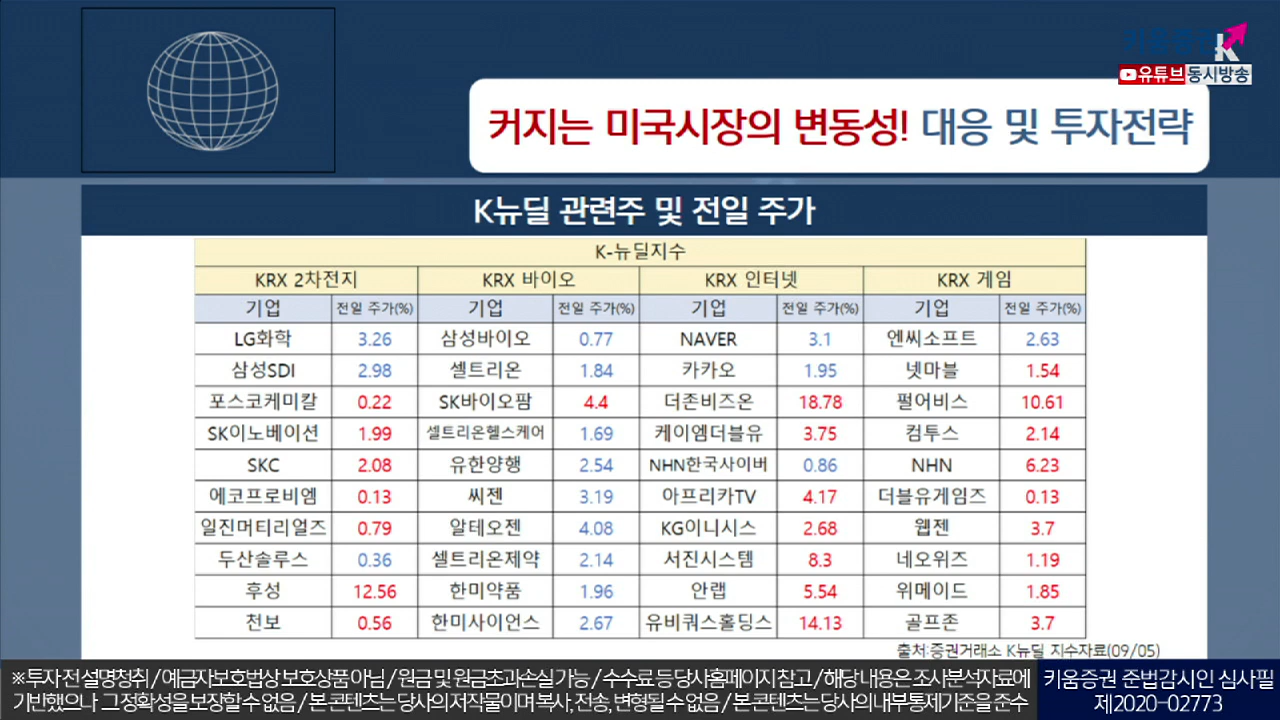 키움증권
유튜브 동시방송
커지는 미국시장의 변동성! 대응 및 투자전략
K뉴딜 관련주 및 전일 주가
K-뉴딜지수
KRX 2차전지 KRX 바이오 KRX 인터넷 KRX 게임
기업 전일 주가(%) 기업 전일 주가(%) 기업 전일 주가(%) 기업 전일 주가(%)
LG화학 3.26 삼성바이오 0.77 NAVER 3.1 엔씨소프트 2.63
삼성SDI 2.98 셀트리온 1.84 카카오 1.95 넷마블 1.54
포스코케미칼 0.22 SK바이오팜 4.4 더존비즈온 18.78 펄어비스 10.61
SK이노베이션 1.99 셀트리온헬스케어 1.69 케이엠더블유 3.75 컴투스 2.14
SKC 2.08 유한양행 2.54 NHN한국사이버 0.86 NHN 6.23
에코프로비엠 0.13 씨젠 3.19 아프리카TV 4.17 더블유게임즈 0.13
일진머티리얼즈 0.79 알테오젠 4.08 KG이니시스 2.68 웹젠 3.7
두산솔루스 0.36 셀트리온제약 2.14 서진시스템 8.3 네오위즈 1.19
후성 12.56 한미약품 1.96 안랩 5.54 위메이드 1.85
천보 0.56 한미사이언스 2.67 유비쿼스홀딩스 14.13 골프존 3.7
출처:증권거래소 K뉴딜 지수자료(09/05)
※ 투자 전 설명청취 / 예금자보호법상 보호상품 아님 / 원금 및 원금초과손실 가능 / 수수료 등 당사홈페이지 참고 / 해당 내용은 조사분석자료에
기반했으나 그 정확성을 보장할 수 없음 / 본 콘텐츠는 당사의 저작물이며 복사, 전송, 변형될 수 없음 / 본 콘텐츠는 당사의 내부통제기준을 준수
키움증권 준법감시인 심사필
제2020-02773